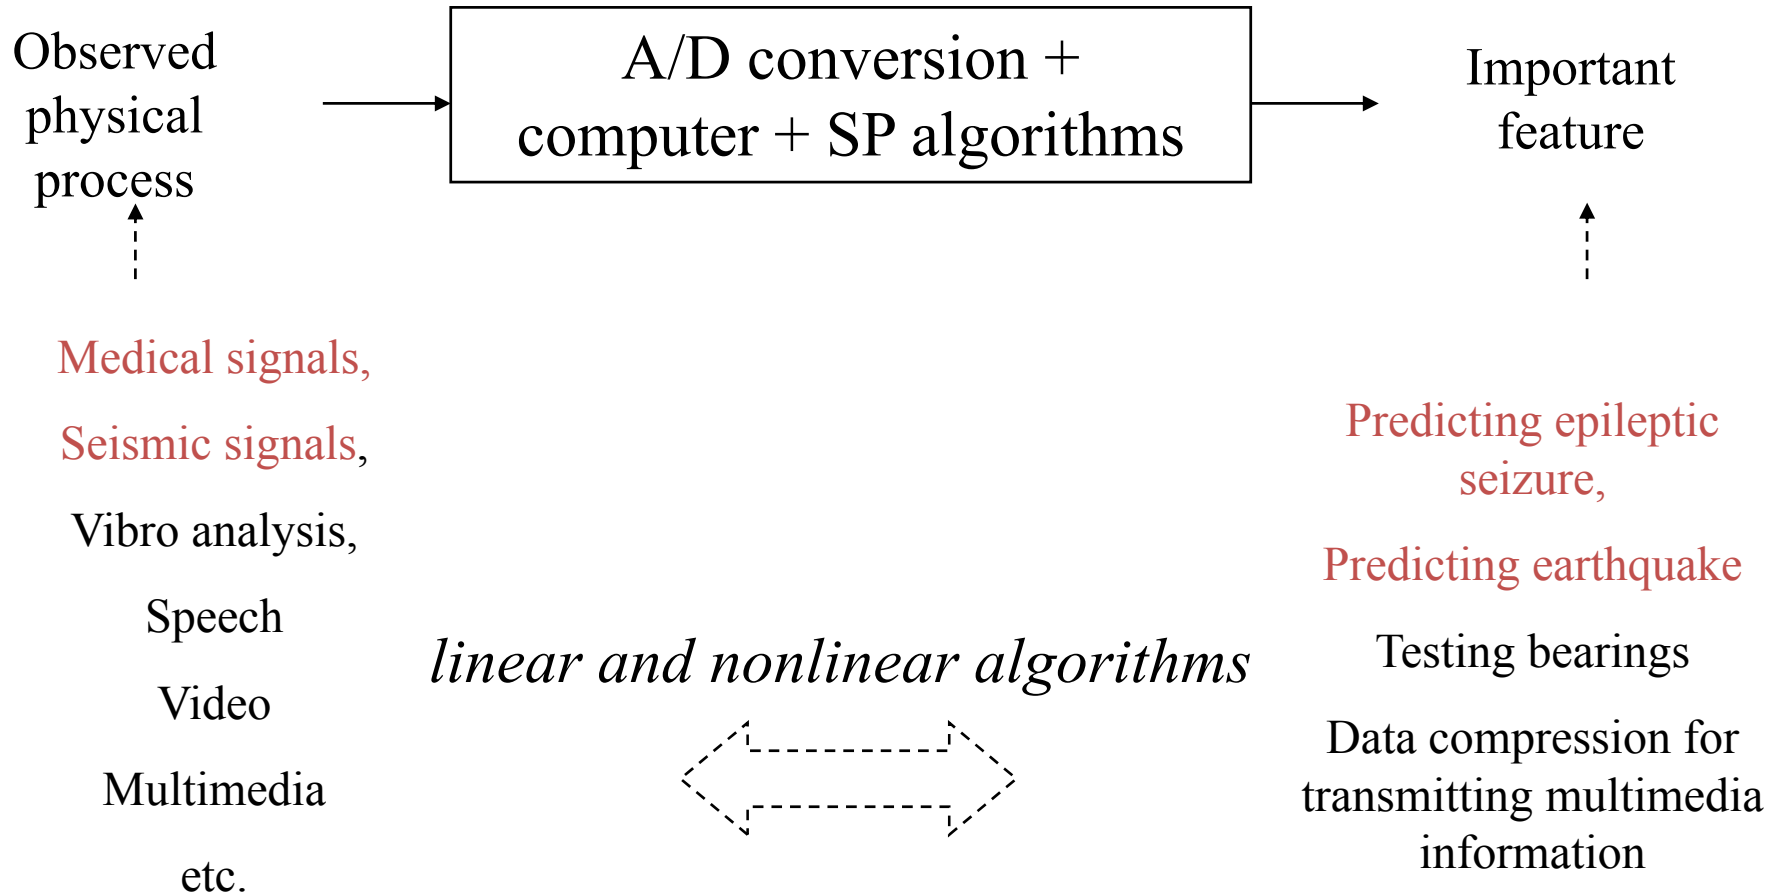 Observed
physical
process
A/D conversion +
computer + SP algorithms
Important
feature
Medical signals,
Seismic signals,
Vibro analysis,
Speech
Video
Multimedia
etc.
linear and nonlinear algorithms
Predicting epileptic
seizure,
Predicting earthquake
Testing bearings
Data compression for
transmitting multimedia
information